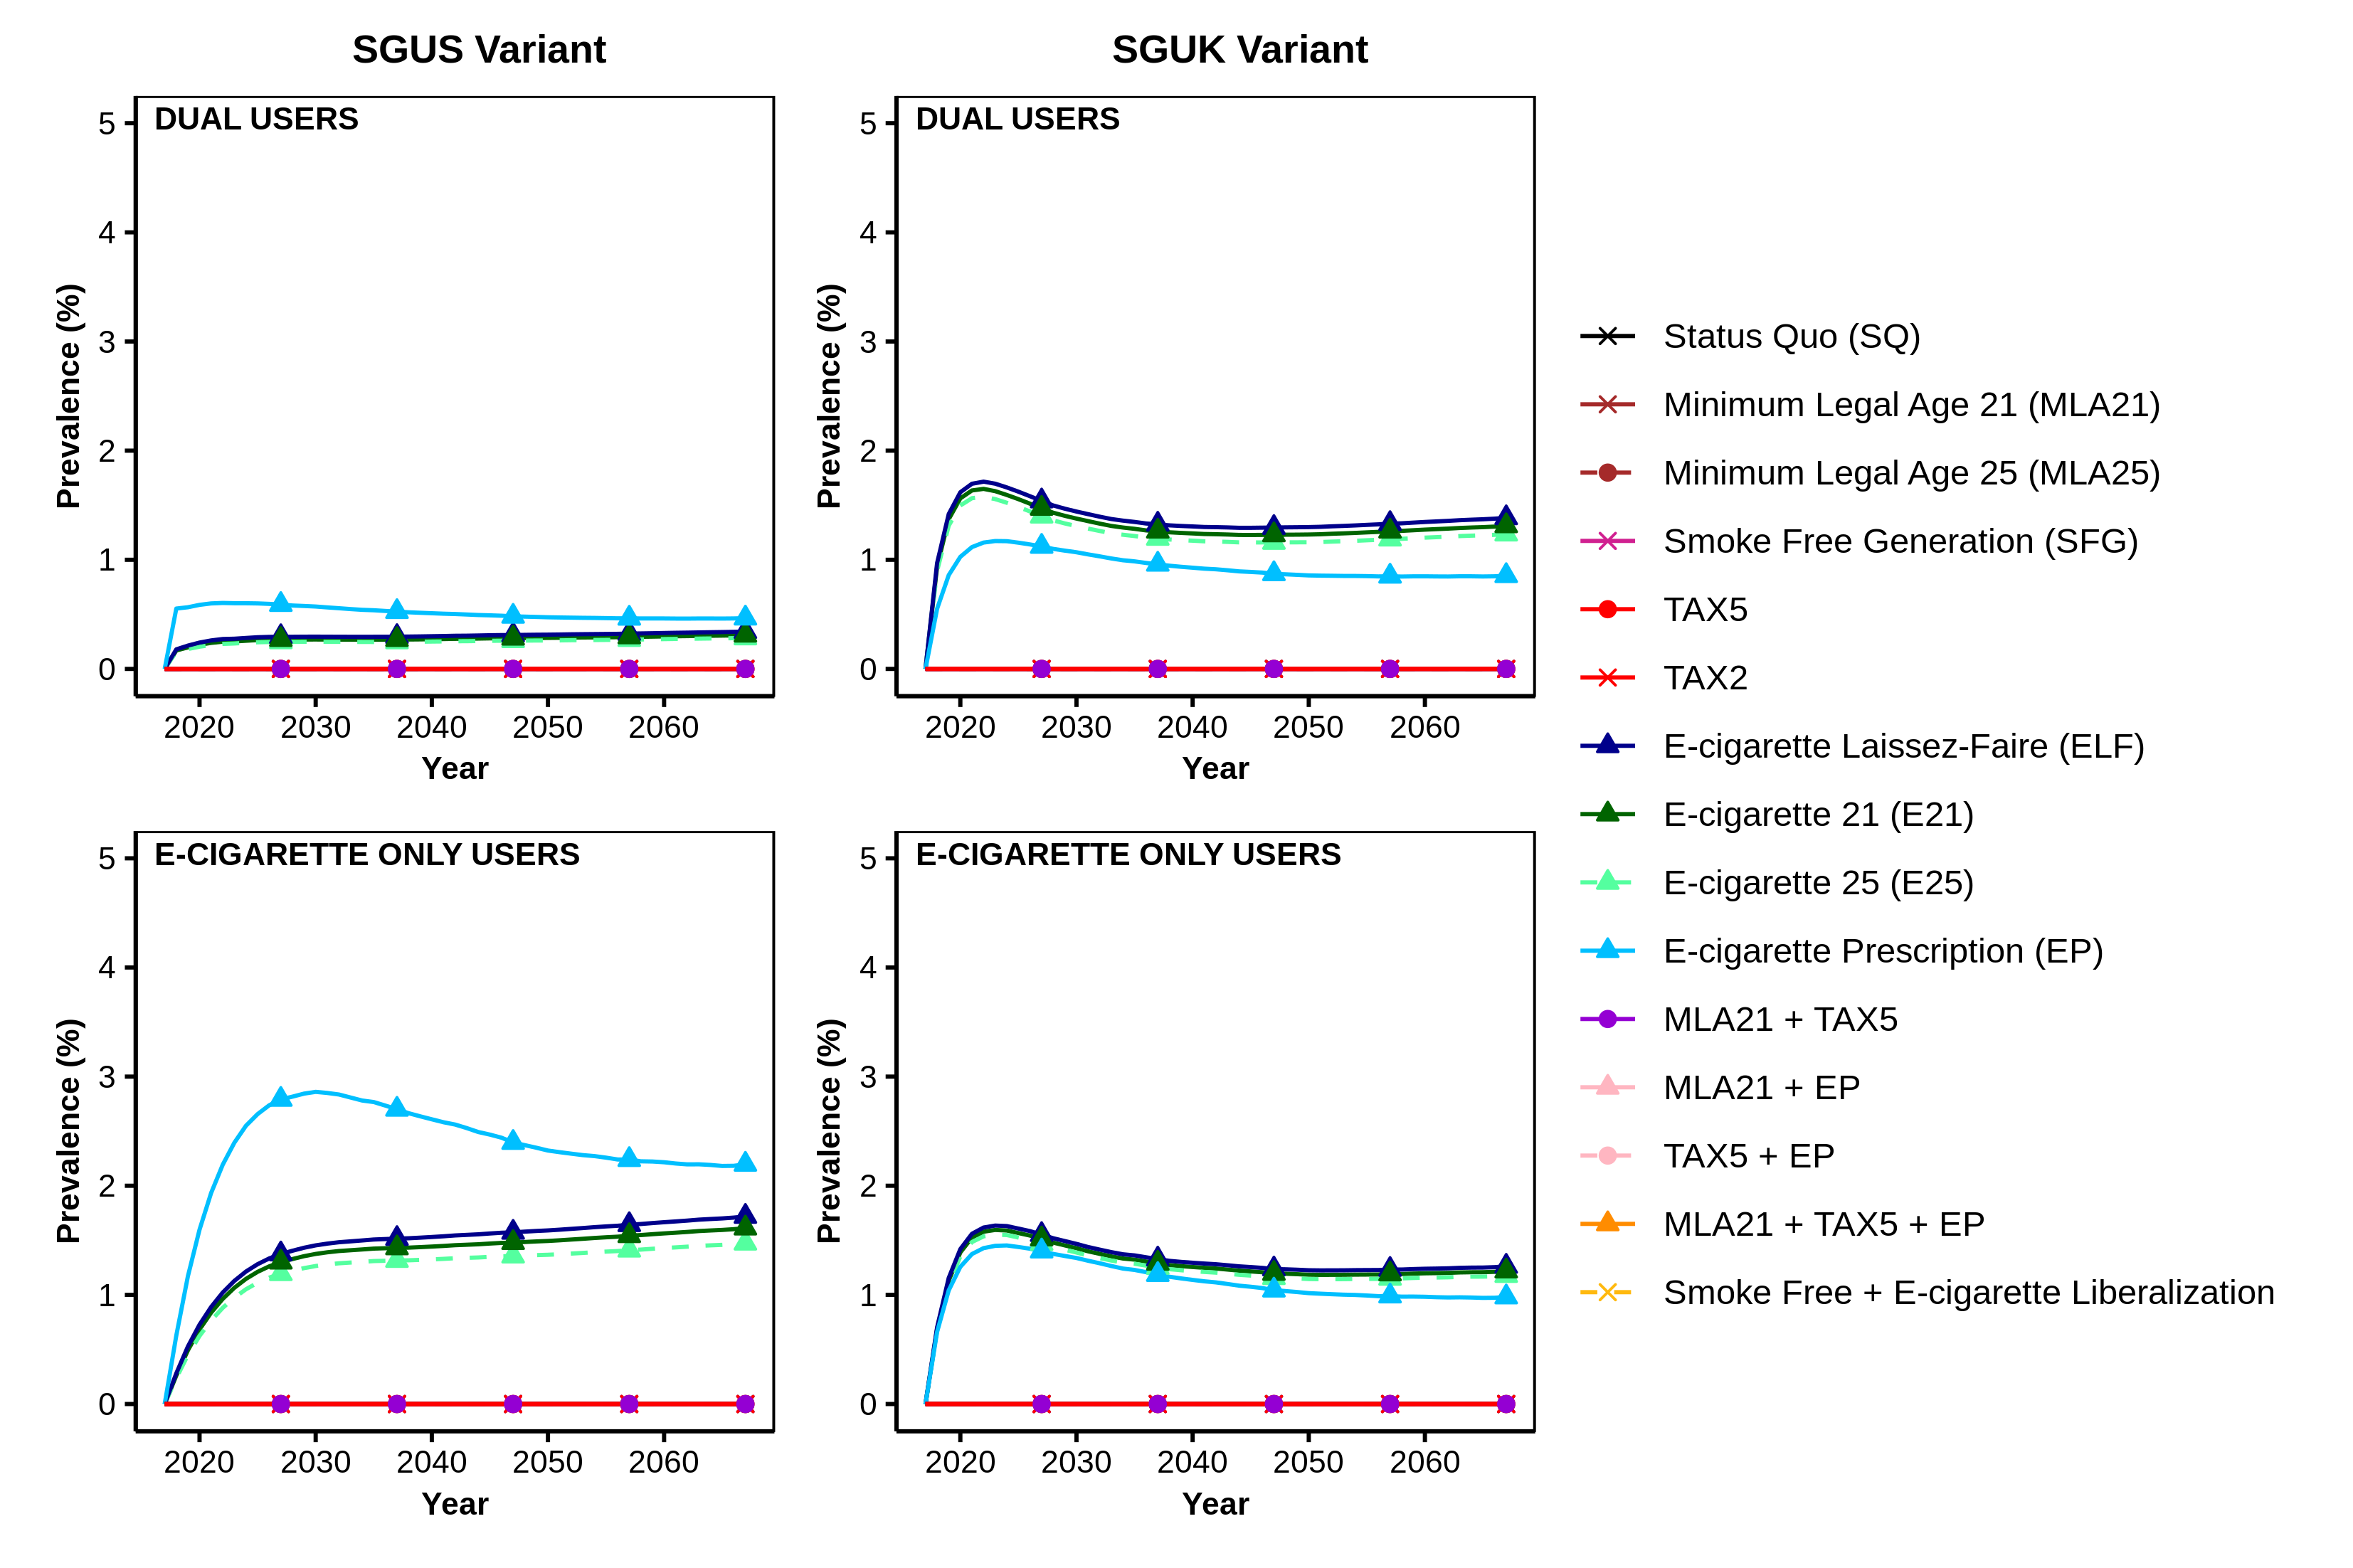 SGUS Variant
SGUK Variant
DUAL USERS
Prevalence (%)
5
4
3
2
1
0
2020 2030 2040 2050 2060
Year
DUAL USERS
Prevalence (%)
5
4
3
2
1
0
2020 2030 2040 2050 2060
Year
E-CIGARETTE ONLY USERS
Prevalence (%)
5
4
3
2
1
0
2020 2030 2040 2050 2060
Year
E-CIGARETTE ONLY USERS
Prevalence (%)
5
4
3
2
1
0
2020 2030 2040 2050 2060
Year
Status Quo (SQ)
Minimum Legal Age 21 (MLA21)
Minimum Legal Age 25 (MLA25)
Smoke Free Generation (SFG)
TAX5
TAX2
E-cigarette Laissez-Faire (ELF)
E-cigarette 21 (E21)
E-cigarette 25 (E25)
E-cigarette Prescription (EP)
MLA21 + TAX5
MLA21 + EP
TAX5 + EP
MLA21 + TAX5 + EP
Smoke Free + E-cigarette Liberalization